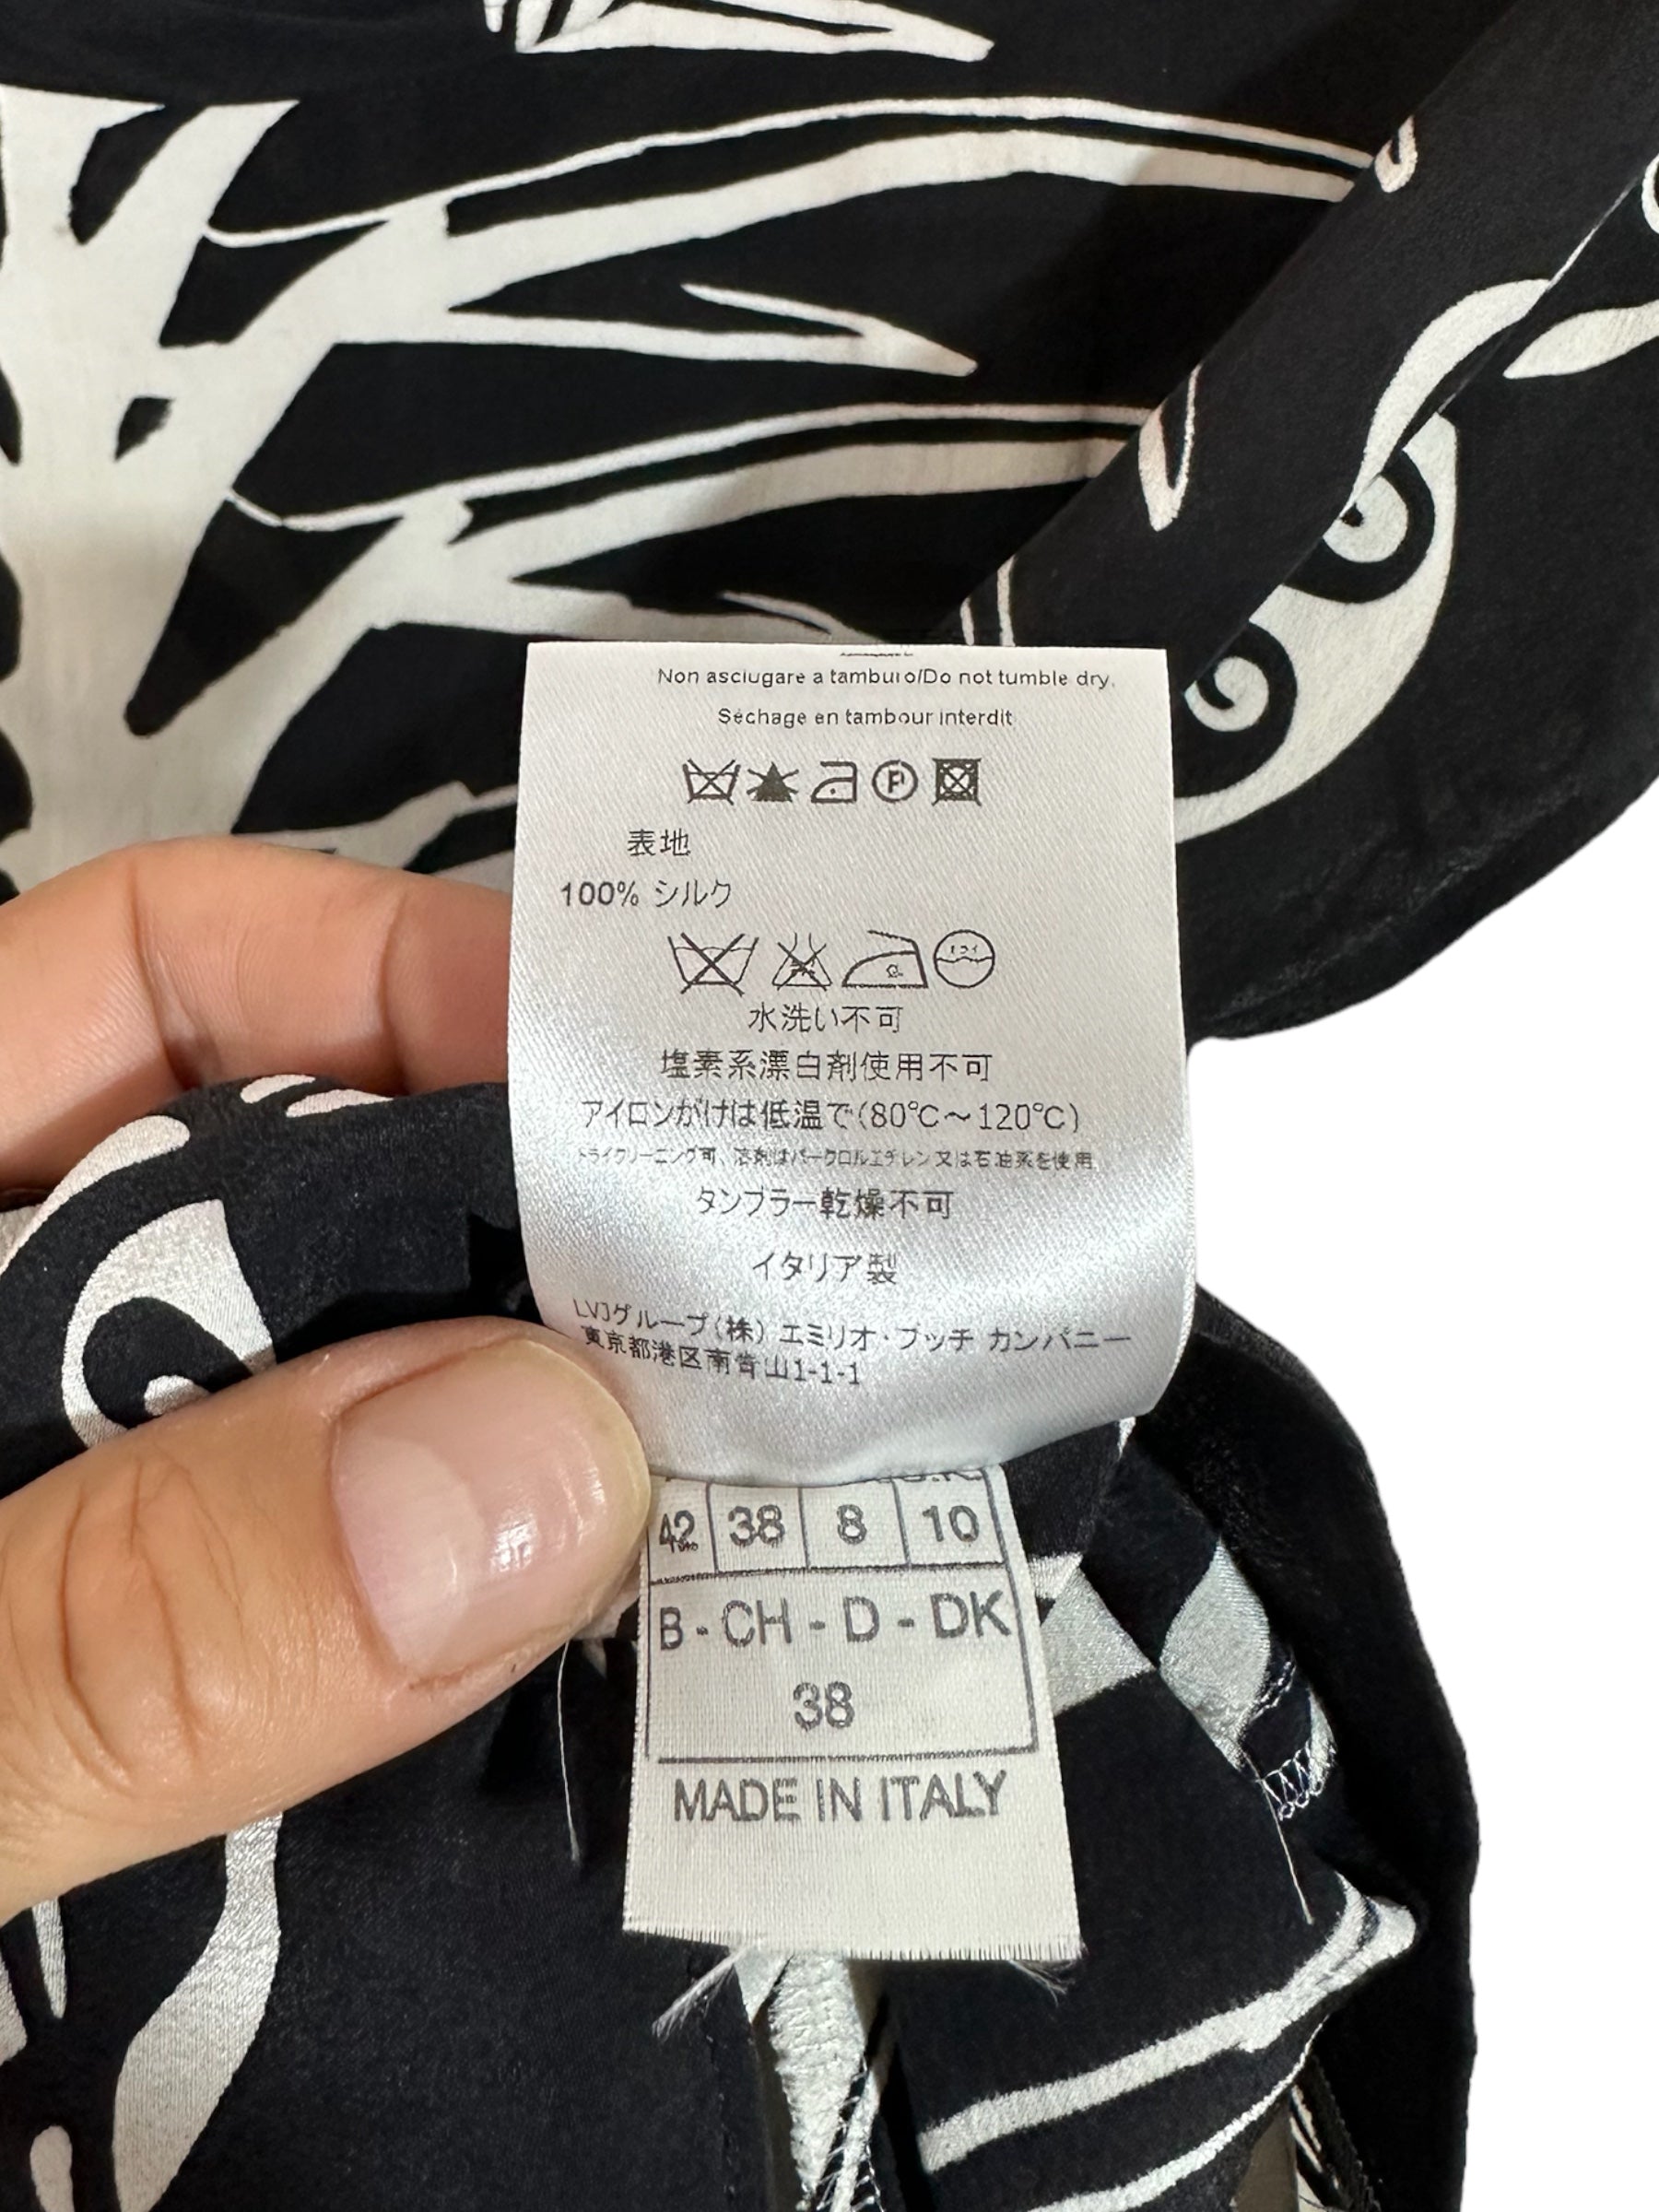 Non asciugare a tamburo/Do not tumble dry.
Séchage en tambour interdit
P
表地
100% シルク
ドライ
水洗い不可
塩素系漂白剤使用不可
アイロンがけは低温で(80℃～120℃)
ドライクリーニング可、溶剤はパークロルエチレン又は石油系を使用
タンブラー乾燥不可
イタリア製
LVJグループ(株) エミリオ・プッチ カンパニー
東京都港区南青山1-1-1
42 38 8 10
B - CH - D - DK
38
MADE IN ITALY